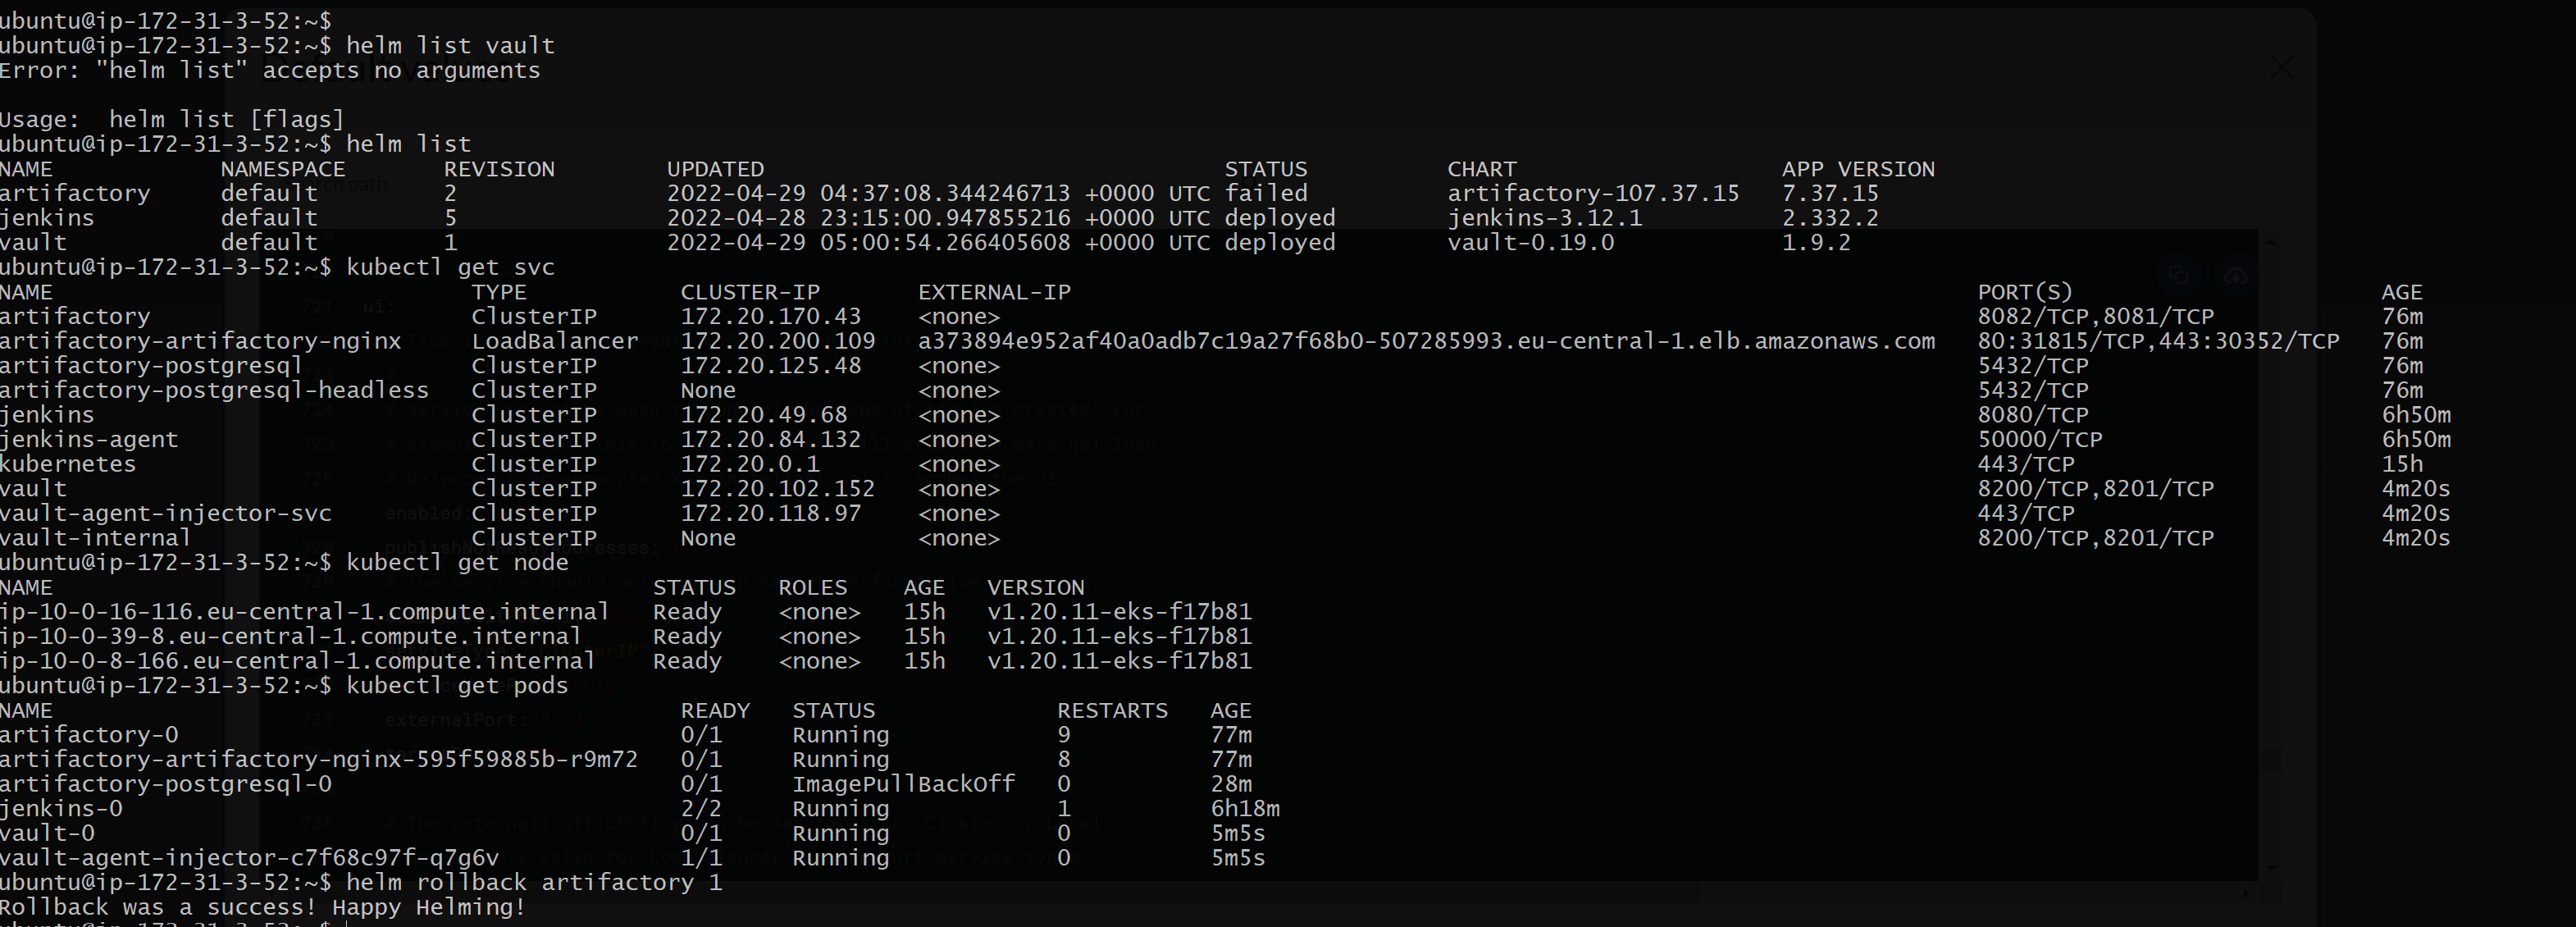 ubuntu@ip-172-31-3-52:~$
ubuntu@ip-172-31-3-52:~$ helm list vault
Error: "helm list" accepts no arguments
Usage:  helm list [flags]
ubuntu@ip-172-31-3-52:~$ helm list
NAME NAMESPACE REVISION UPDATED STATUS CHART APP VERSION
artifactory default 2 2022-04-29 04:37:08.344246713 +0000 UTC failed artifactory-107.37.15 7.37.15
jenkins default 5 2022-04-28 23:15:00.947855216 +0000 UTC deployed jenkins-3.12.1 2.332.2
vault default 1 2022-04-29 05:00:54.266405608 +0000 UTC deployed vault-0.19.0 1.9.2
ubuntu@ip-172-31-3-52:~$ kubectl get svc
NAME TYPE CLUSTER-IP EXTERNAL-IP PORT(S) AGE
artifactory ClusterIP 172.20.170.43 <none> 8082/TCP,8081/TCP 76m
artifactory-artifactory-nginx LoadBalancer 172.20.200.109 a373894e952af40a0adb7c19a27f68b0-507285993.eu-central-1.elb.amazonaws.com 80:31815/TCP,443:30352/TCP 76m
artifactory-postgresql ClusterIP 172.20.125.48 <none> 5432/TCP 76m
artifactory-postgresql-headless ClusterIP None <none> 5432/TCP 76m
jenkins ClusterIP 172.20.49.68 <none> 8080/TCP 6h50m
jenkins-agent ClusterIP 172.20.84.132 <none> 50000/TCP 6h50m
kubernetes ClusterIP 172.20.0.1 <none> 443/TCP 15h
vault ClusterIP 172.20.102.152 <none> 8200/TCP,8201/TCP 4m20s
vault-agent-injector-svc ClusterIP 172.20.118.97 <none> 443/TCP 4m20s
vault-internal ClusterIP None <none> 8200/TCP,8201/TCP 4m20s
ubuntu@ip-172-31-3-52:~$ kubectl get node
NAME STATUS ROLES AGE VERSION
ip-10-0-16-116.eu-central-1.compute.internal Ready <none> 15h v1.20.11-eks-f17b81
ip-10-0-39-8.eu-central-1.compute.internal Ready <none> 15h v1.20.11-eks-f17b81
ip-10-0-8-166.eu-central-1.compute.internal Ready <none> 15h v1.20.11-eks-f17b81
ubuntu@ip-172-31-3-52:~$ kubectl get pods
NAME READY STATUS RESTARTS AGE
artifactory-0 0/1 Running 9 77m
artifactory-artifactory-nginx-595f59885b-r9m72 0/1 Running 8 77m
artifactory-postgresql-0 0/1 ImagePullBackOff 0 28m
jenkins-0 2/2 Running 1 6h18m
vault-0 0/1 Running 0 5m5s
vault-agent-injector-c7f68c97f-q7g6v 1/1 Running 0 5m5s
ubuntu@ip-172-31-3-52:~$ helm rollback artifactory 1
Rollback was a success! Happy Helming!
ubuntu@ip-172-31-3-52:~$